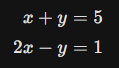 x + y = 5
2x − y = 1